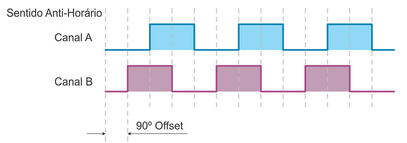 Sentido Anti-Horário
Canal A
Canal B
90º Offset